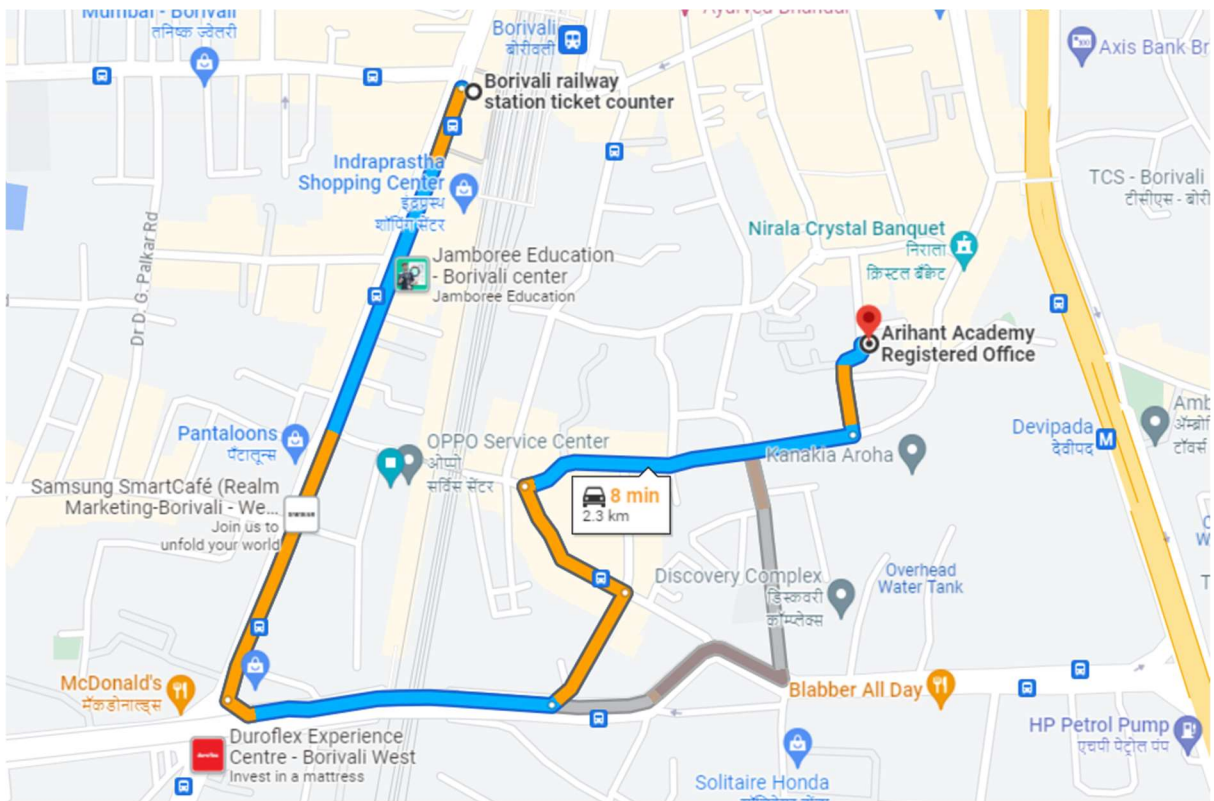 Mumbai - Borivali
तनिष्क ज्वेलरी
Borivali
बोरीवली
Axis Bank Br
Borivali railway
station ticket counter
Indraprastha
Shopping Center
इंद्रप्रस्थ
शॉपिंग सेंटर
TCS - Borivali
टीसीएस - बोरी
Dr D. G. Palkar Rd
Nirala Crystal Banquet
निराला
क्रिस्टल बँक्वेट
Jamboree Education
- Borivali center
Jamboree Education
Arihant Academy
Registered Office
Pantaloons
पँटालून्स
OPPO Service Center
ओप्पो
सर्विस सेंटर
Devipada
देवीपद
M
Kanakia Aroha
Samsung SmartCafé (Realm
Marketing-Borivali - We...
Join us to
unfold your world
8 min
2.3 km
Discovery Complex
डिस्कवरी
कॉम्प्लेक्स
Overhead
Water Tank
McDonald's
मॅकडोनाल्ड्स
Blabber All Day
Duroflex Experience
Centre - Borivali West
Invest in a mattress
HP Petrol Pump
एचपी पेट्रोल पंप
Solitaire Honda